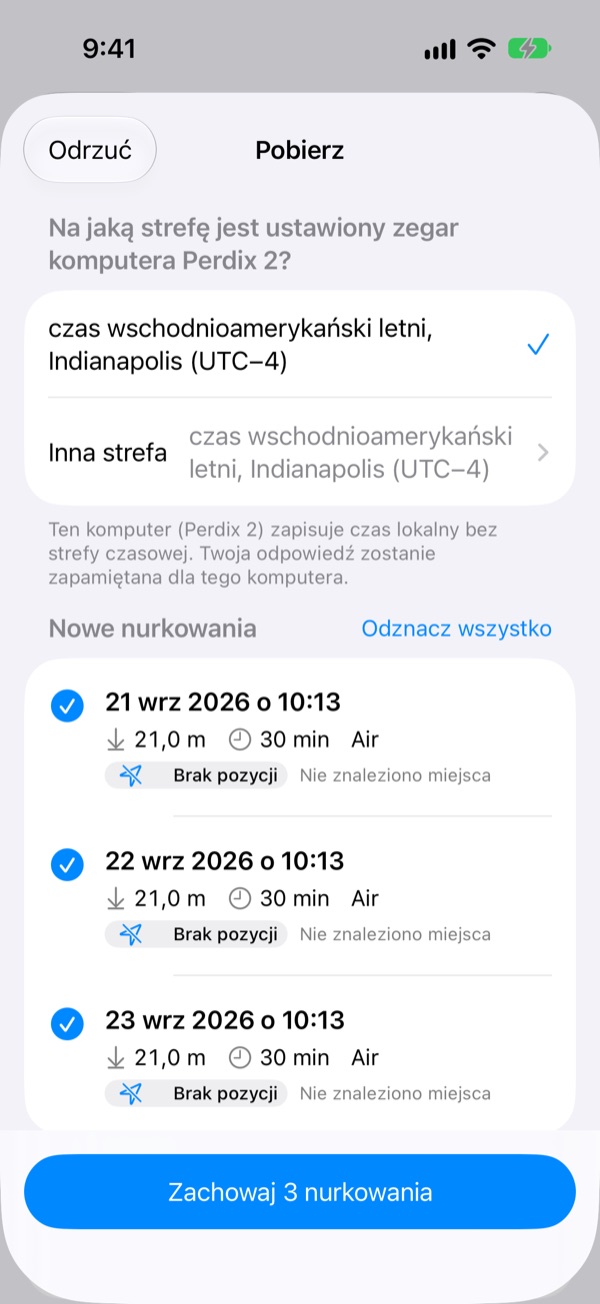 9:41
Odrzuć
Pobierz
Na jaką strefę jest ustawiony zegar
komputera Perdix 2?
czas wschodnioamerykański letni,
Indianapolis (UTC−4)
Inna strefa
czas wschodnioamerykański
letni, Indianapolis (UTC−4)
Ten komputer (Perdix 2) zapisuje czas lokalny bez
strefy czasowej. Twoja odpowiedź zostanie
zapamiętana dla tego komputera.
Nowe nurkowania
Odznacz wszystko
21 wrz 2026 o 10:13
21,0 m 30 min Air
Brak pozycji Nie znaleziono miejsca
22 wrz 2026 o 10:13
21,0 m 30 min Air
Brak pozycji Nie znaleziono miejsca
23 wrz 2026 o 10:13
21,0 m 30 min Air
Brak pozycji Nie znaleziono miejsca
Zachowaj 3 nurkowania